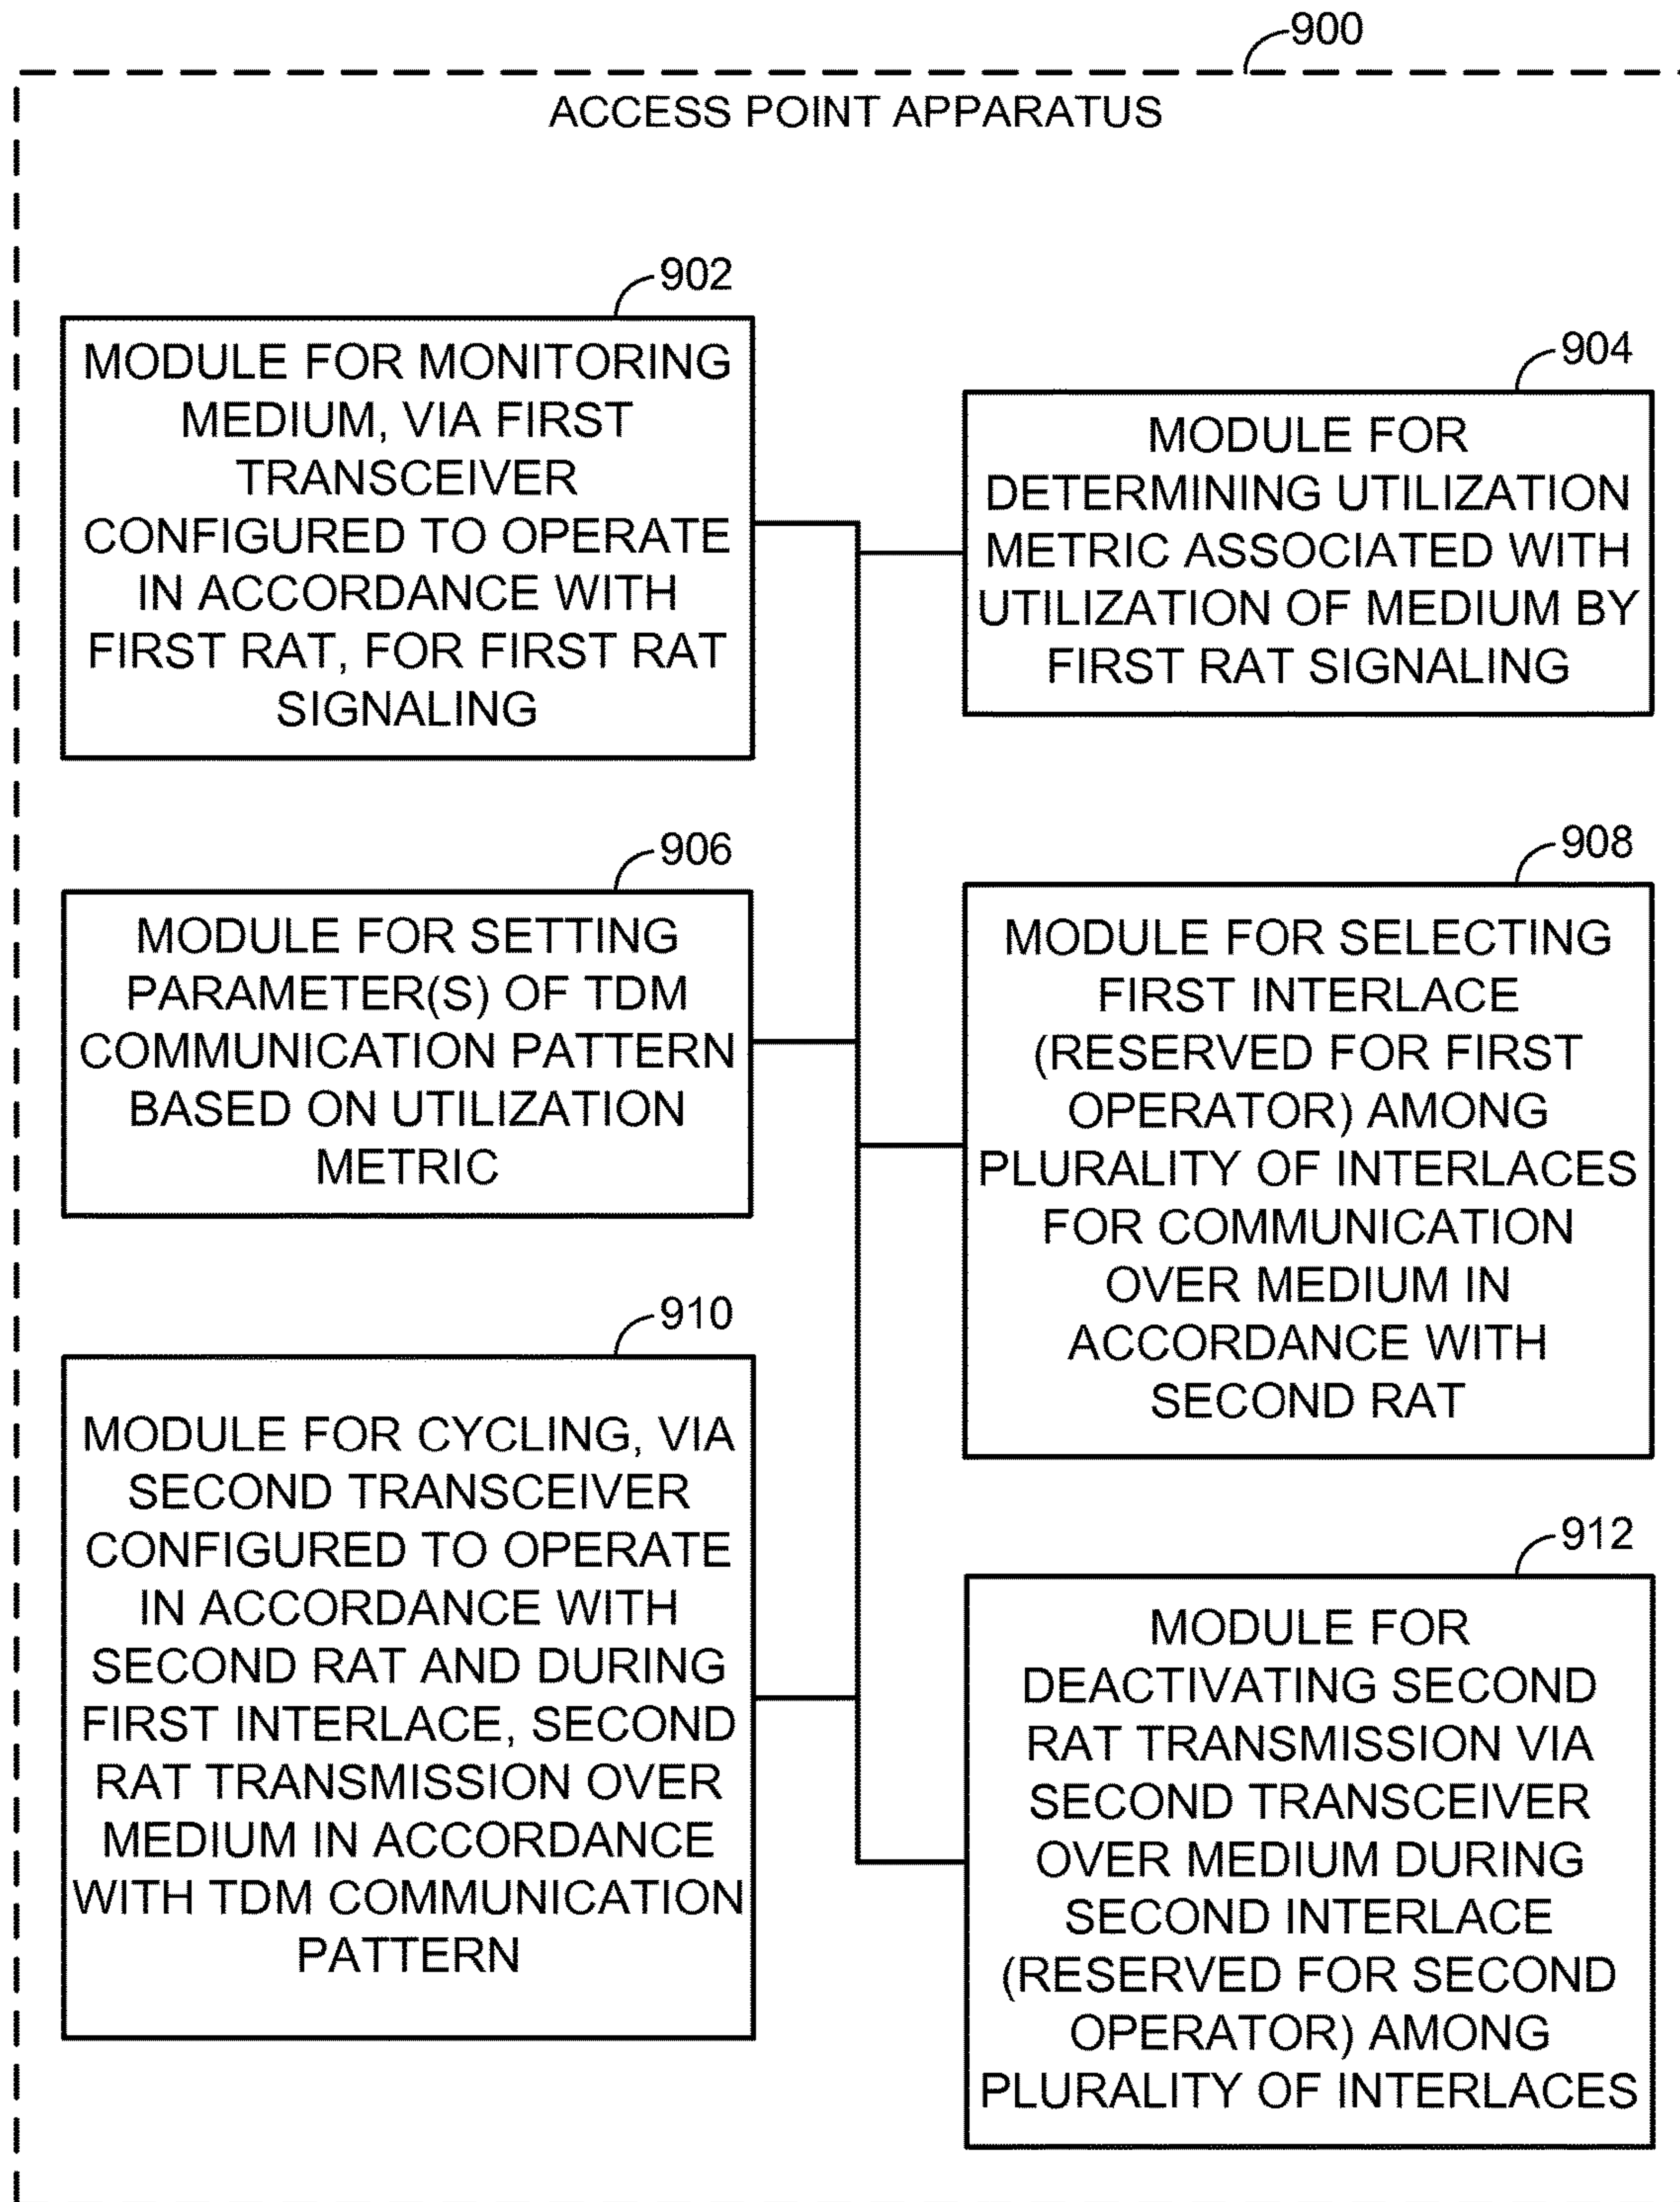 900
ACCESS POINT APPARATUS
902
MODULE FOR MONITORING
MEDIUM, VIA FIRST
TRANSCEIVER
CONFIGURED TO OPERATE
IN ACCORDANCE WITH
FIRST RAT, FOR FIRST RAT
SIGNALING
904
MODULE FOR
DETERMINING UTILIZATION
METRIC ASSOCIATED WITH
UTILIZATION OF MEDIUM BY
FIRST RAT SIGNALING
906
MODULE FOR SETTING
PARAMETER(S) OF TDM
COMMUNICATION PATTERN
BASED ON UTILIZATION
METRIC
908
MODULE FOR SELECTING
FIRST INTERLACE
(RESERVED FOR FIRST
OPERATOR) AMONG
PLURALITY OF INTERLACES
FOR COMMUNICATION
OVER MEDIUM IN
ACCORDANCE WITH
SECOND RAT
910
MODULE FOR CYCLING, VIA
SECOND TRANSCEIVER
CONFIGURED TO OPERATE
IN ACCORDANCE WITH
SECOND RAT AND DURING
FIRST INTERLACE, SECOND
RAT TRANSMISSION OVER
MEDIUM IN ACCORDANCE
WITH TDM COMMUNICATION
PATTERN
912
MODULE FOR
DEACTIVATING SECOND
RAT TRANSMISSION VIA
SECOND TRANSCEIVER
OVER MEDIUM DURING
SECOND INTERLACE
(RESERVED FOR SECOND
OPERATOR) AMONG
PLURALITY OF INTERLACES